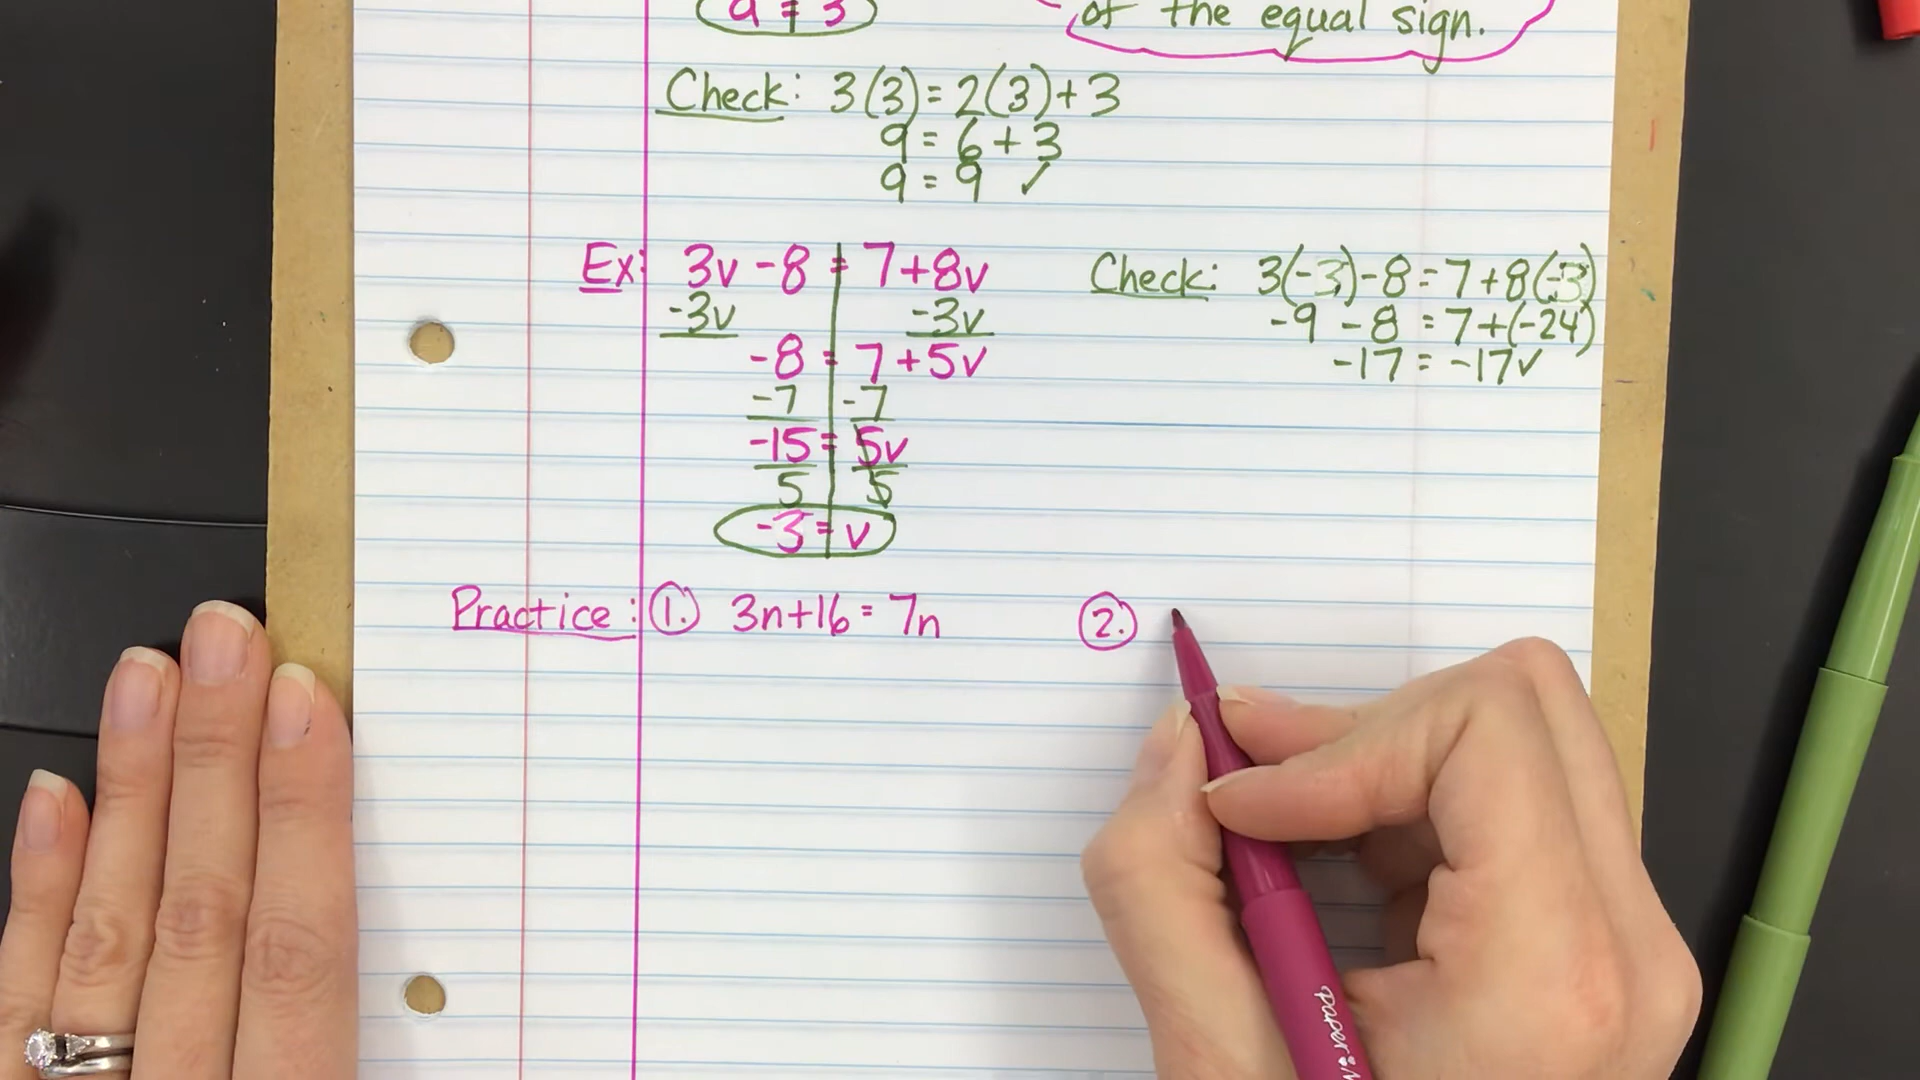 a = 3
of the equal sign.
Check: 3(3) = 2(3) + 3
9 = 6 + 3
9 = 9 ✓
Ex: 3v - 8 = 7 + 8v
-3v -3v
-8 = 7 + 5v
-7 -7
-15 = 5v
5 5
-3 = v
Check: 3(-3) - 8 = 7 + 8(-3)
-9 - 8 = 7 + (-24)
-17 = -17 ✓
Practice: 1. 3n + 16 = 7n
2.
Paper